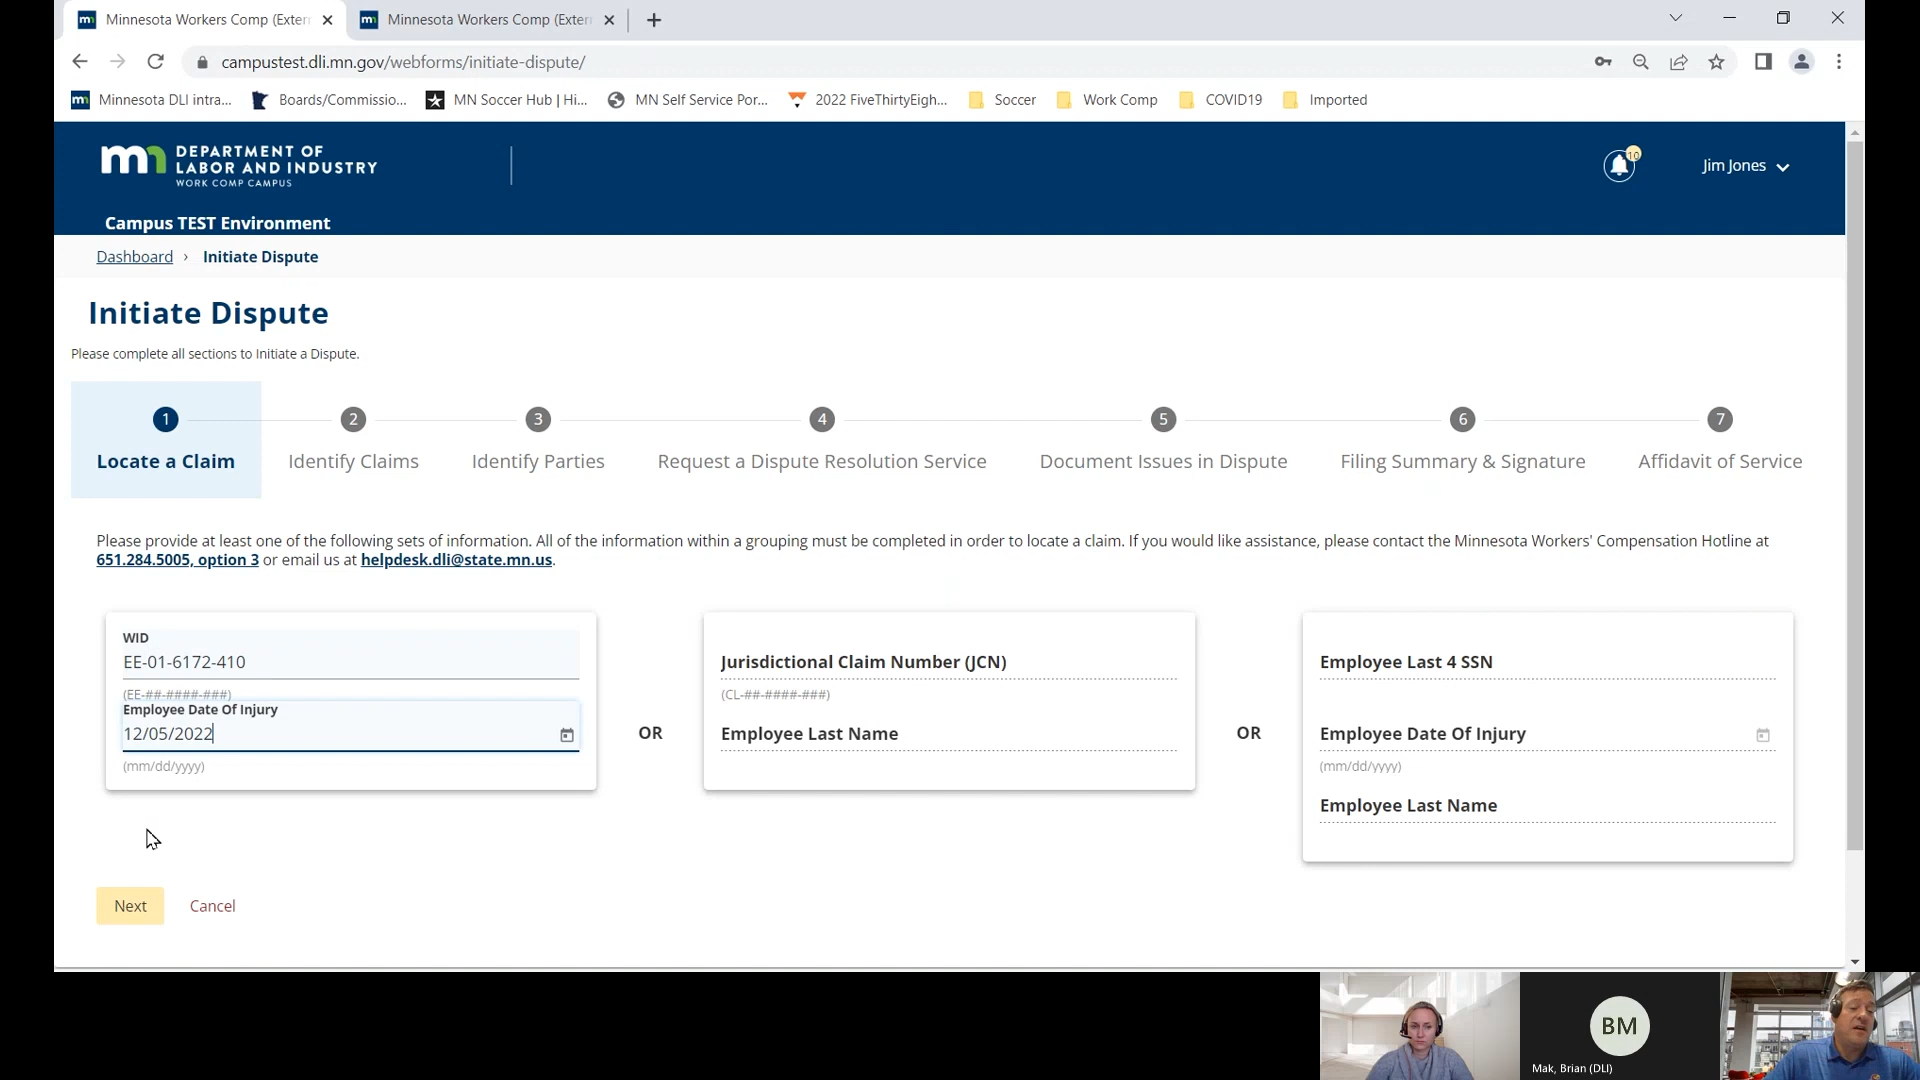 Minnesota Workers Comp (Exter
Minnesota Workers Comp (Exter
campustest.dli.mn.gov/webforms/initiate-dispute/
Minnesota DLI intra...
Boards/Commissio...
MN Soccer Hub | Hi...
MN Self Service Por...
2022 FiveThirtyEigh...
Soccer
Work Comp
COVID19
Imported
DEPARTMENT OF
LABOR AND INDUSTRY
WORK COMP CAMPUS
10
Jim Jones
Campus TEST Environment
Dashboard › Initiate Dispute
Initiate Dispute
Please complete all sections to Initiate a Dispute.
1
Locate a Claim
2
Identify Claims
3
Identify Parties
4
Request a Dispute Resolution Service
5
Document Issues in Dispute
6
Filing Summary & Signature
7
Affidavit of Service
Please provide at least one of the following sets of information. All of the information within a grouping must be completed in order to locate a claim. If you would like assistance, please contact the Minnesota Workers' Compensation Hotline at
651.284.5005, option 3 or email us at helpdesk.dli@state.mn.us.
WID
EE-01-6172-410
(EE-##-####-###)
Employee Date Of Injury
12/05/2022
(mm/dd/yyyy)
OR
Jurisdictional Claim Number (JCN)
(CL-##-####-###)
Employee Last Name
OR
Employee Last 4 SSN
Employee Date Of Injury
(mm/dd/yyyy)
Employee Last Name
Next
Cancel
BM
Mak, Brian (DLI)